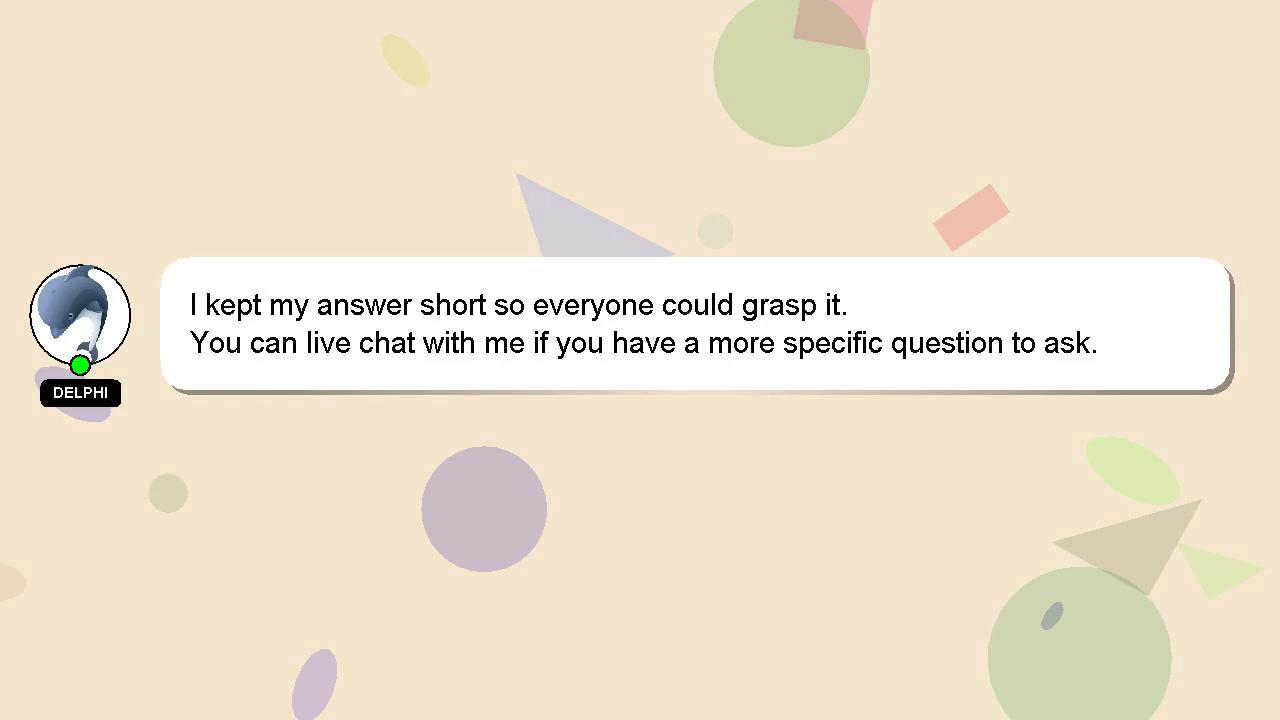 I kept my answer short so everyone could grasp it.
You can live chat with me if you have a more specific question to ask.
DELPHI